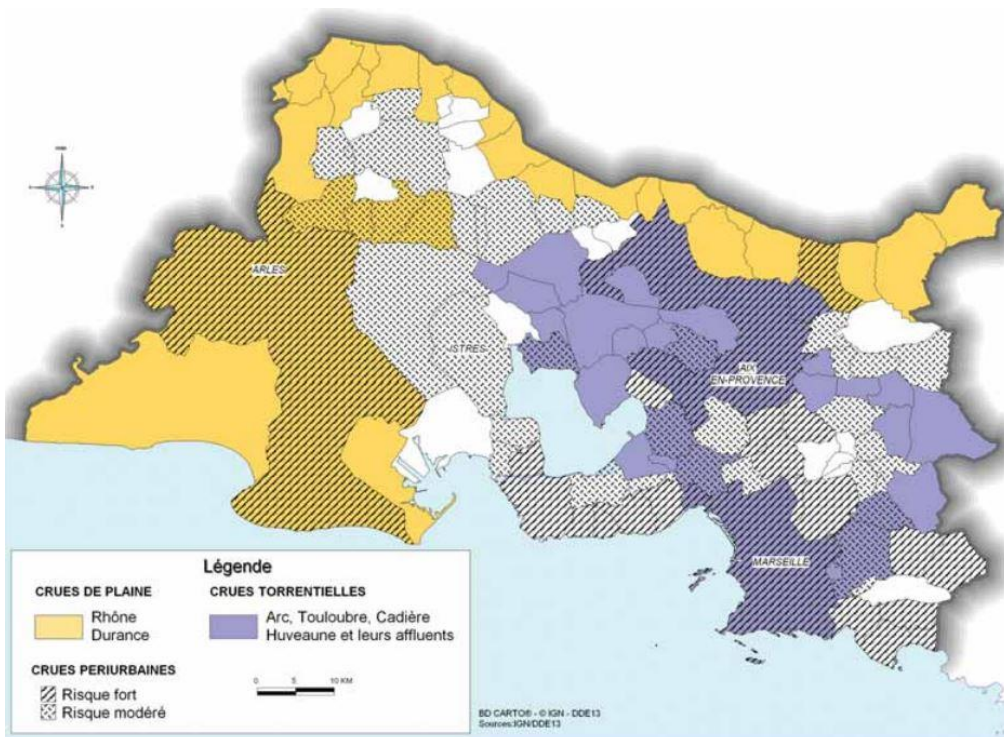 ARLES
ISTRES
AIX
EN-PROVENCE
MARSEILLE
Légende
CRUES DE PLAINE
Rhône
Durance
CRUES TORRENTIELLES
Arc, Touloubre, Cadière
Huveaune et leurs affluents
CRUES PERIURBAINES
Risque fort
Risque modéré
0 5 10 KM
BD CARTO® - © IGN - DDE13
Sources:IGN/DDE13